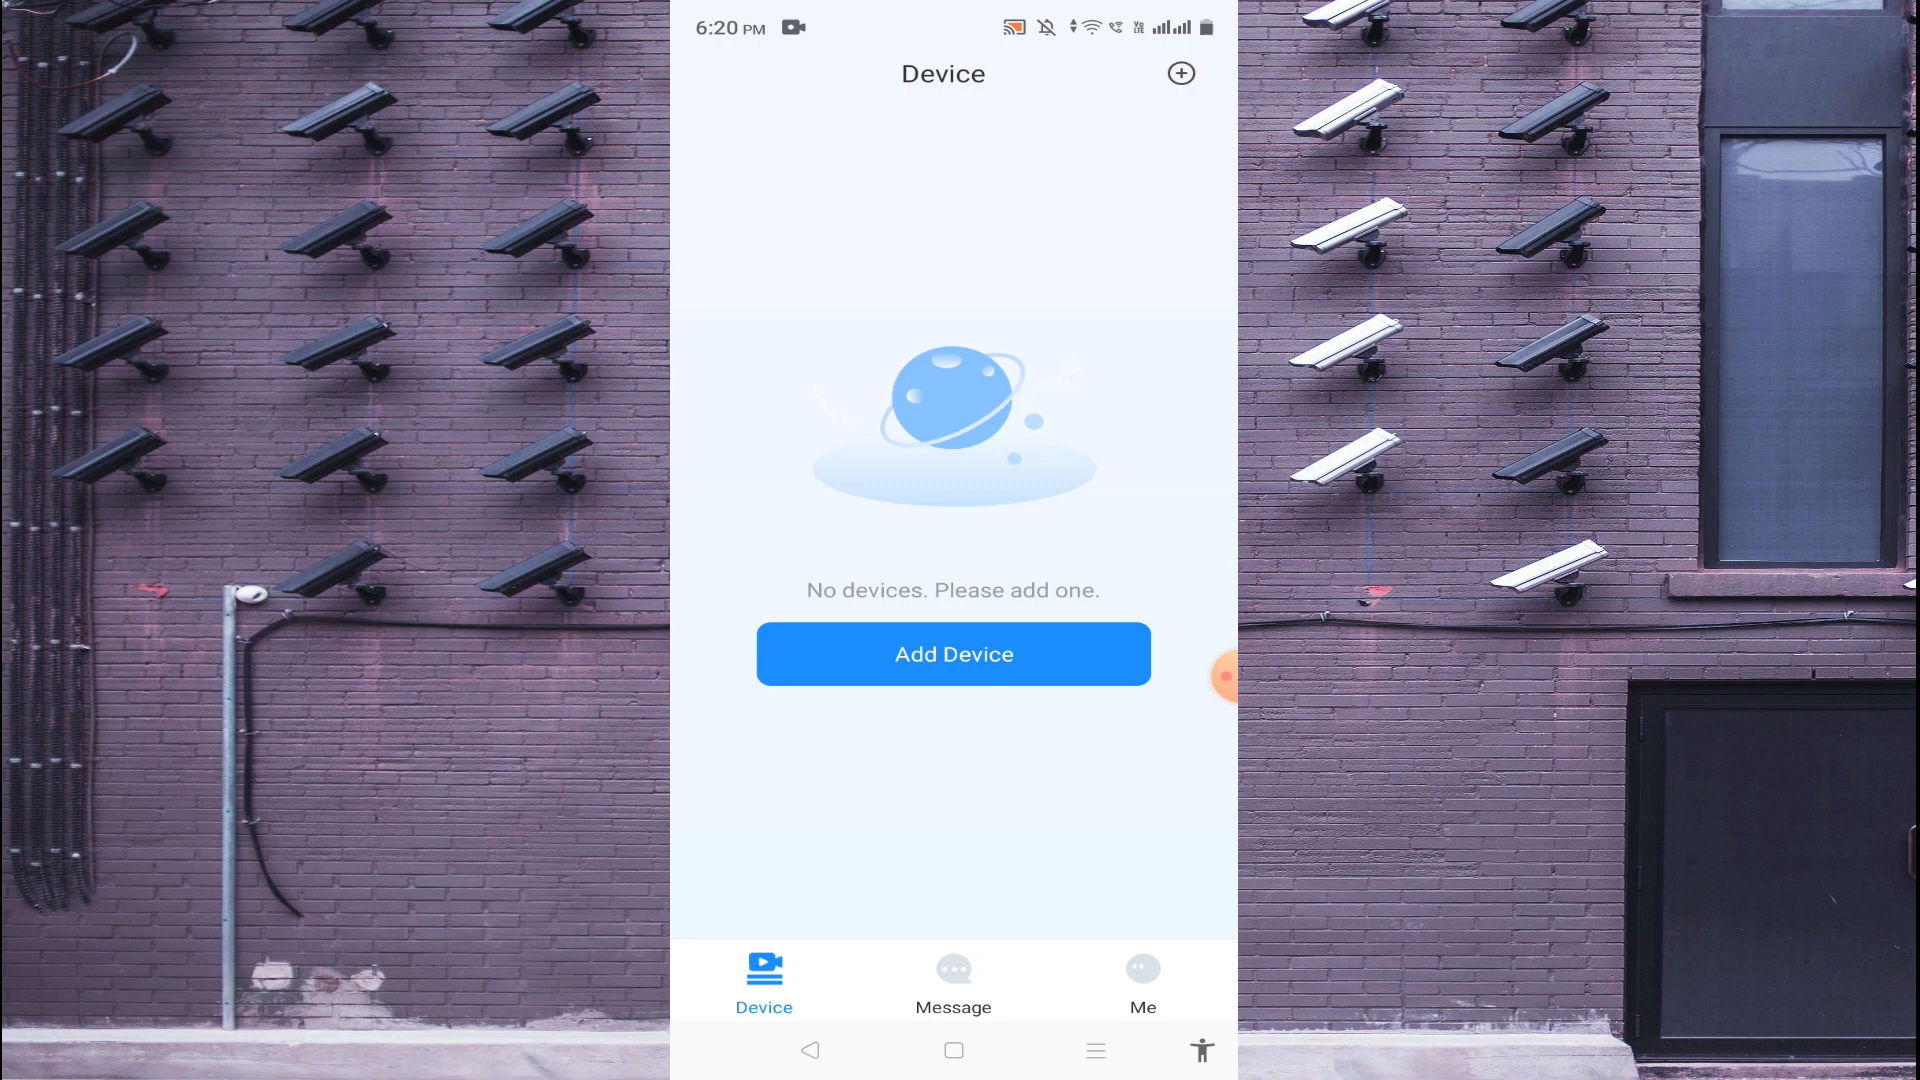 6:20 PM
Device
No devices. Please add one.
Add Device
Device
Message
Me